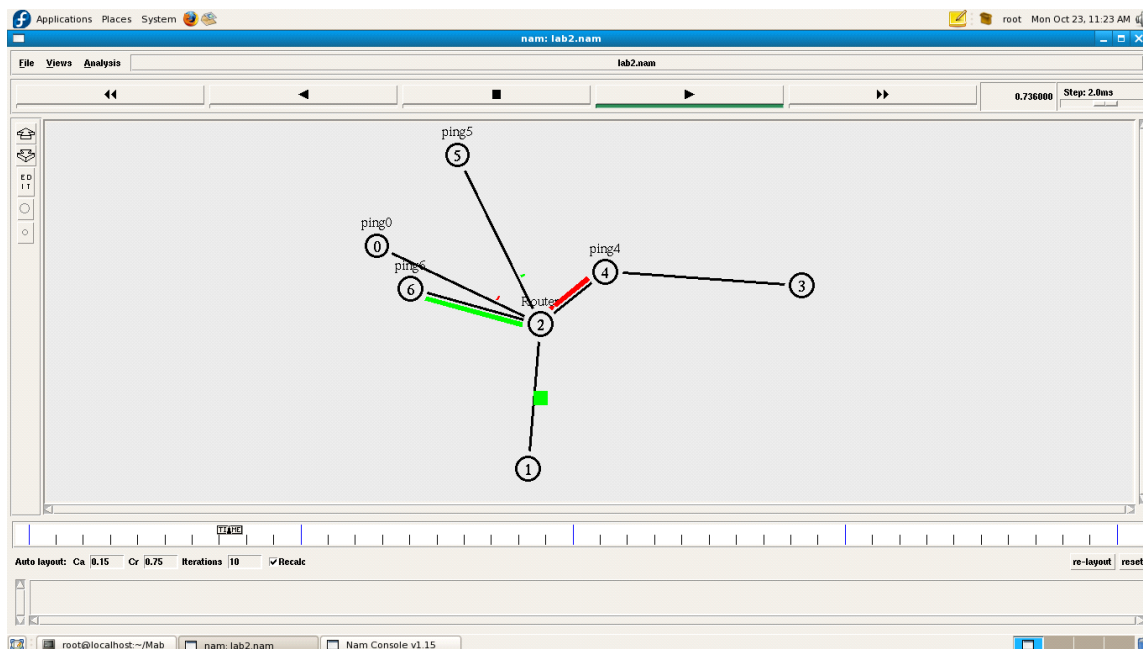 Applications Places System root Mon Oct 23, 11:23 AM
nam: lab2.nam
File Views Analysis lab2.nam
0.736000 Step: 2.0ms
ED
IT
ping5
5
ping0
0
ping4
4
ping6
6
3
Router
2
1
TIME
Auto layout: Ca 0.15 Cr 0.75 Iterations 10 Recalc re-layout reset
root@localhost:~/Mab nam: lab2.nam Nam Console v1.15